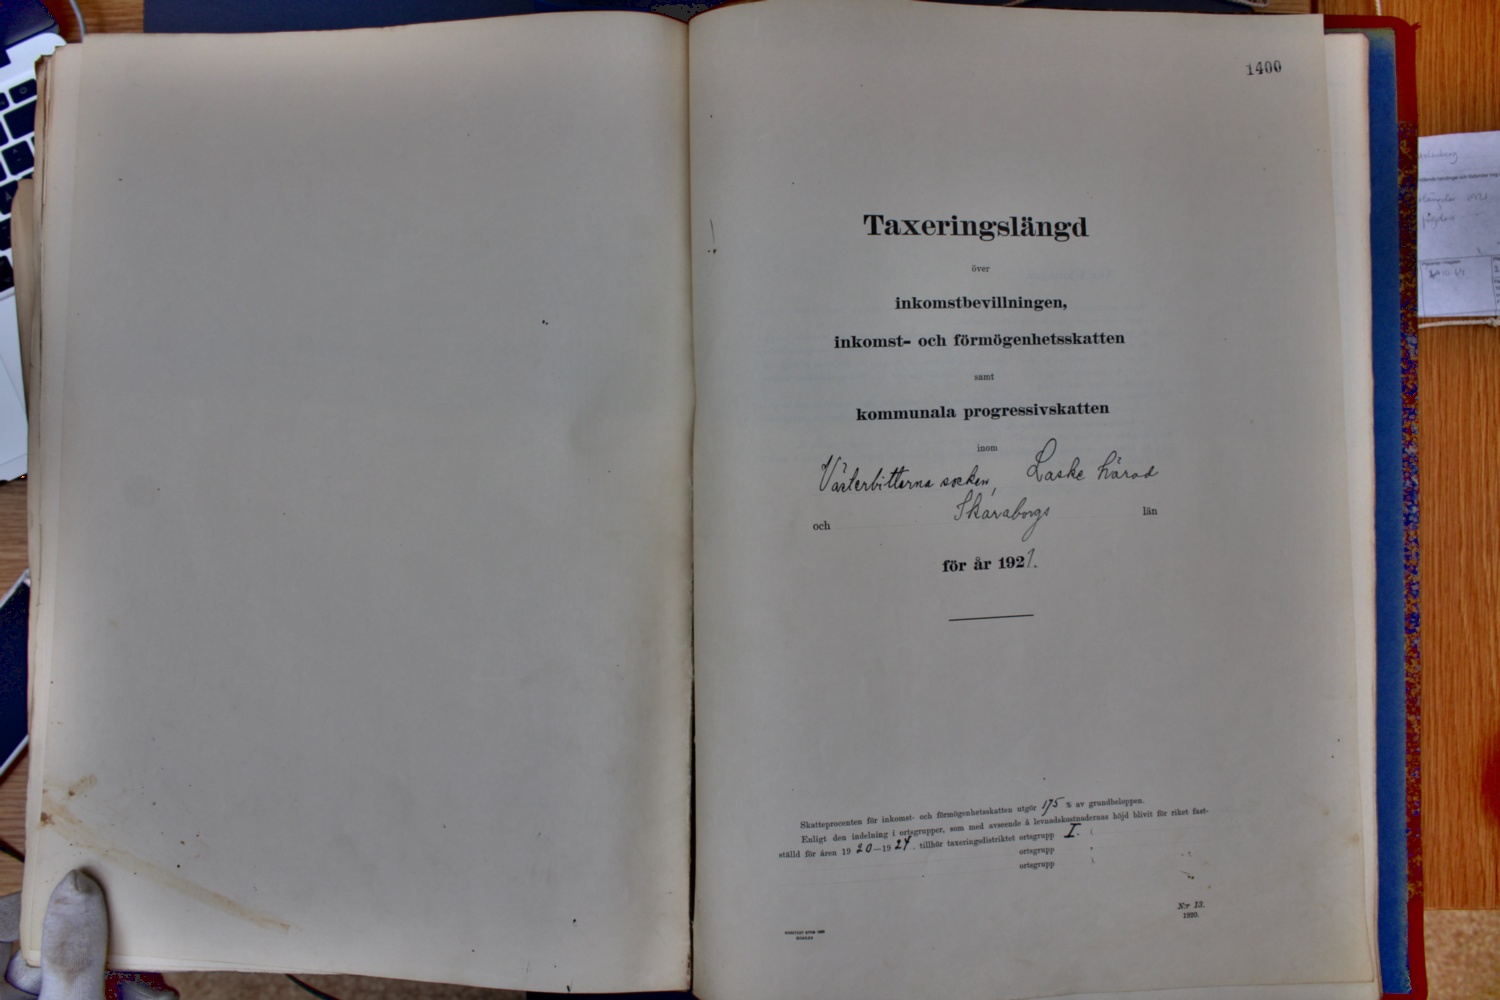 1400
Taxeringslängd
över
inkomstbevillningen,
inkomst- och förmögenhetsskatten
samt
kommunala progressivskatten
inom
Västerbitterna socken, Laske härad
och Skaraborgs län
för år 1921.
Skatteprocenten för inkomst- och förmögenhetsskatten utgör 175 % av grundbeloppen.
Enligt den indelning i ortsgrupper, som med avseende å levnadskostnadernas höjd blivit för riket fast-
ställd för åren 1920—1924, tillhör taxeringsdistriktet ortsgrupp I.
ortsgrupp
ortsgrupp
N:r 13.
1920.